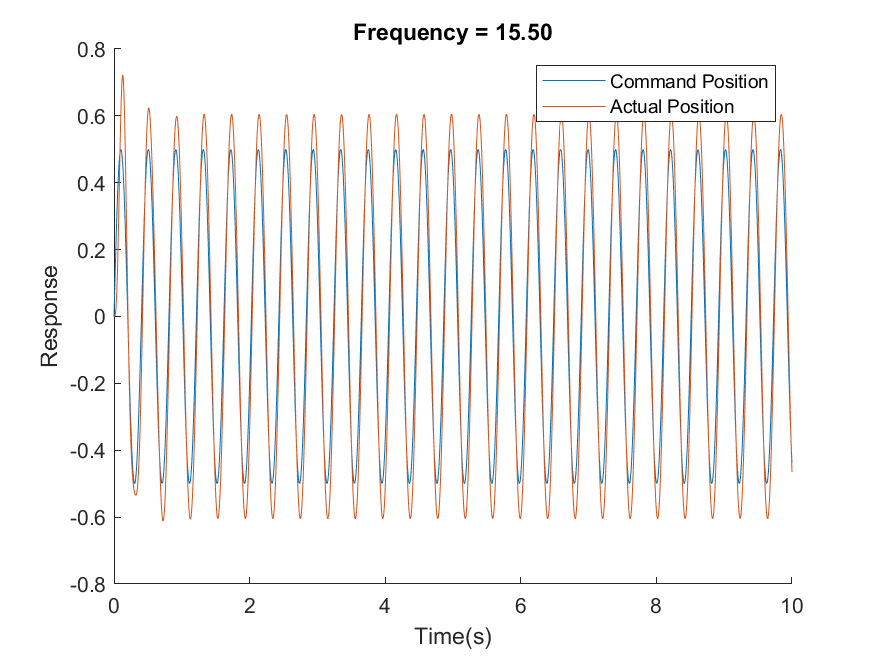 Frequency = 15.50
Command Position
Actual Position
0.8
0.6
0.4
0.2
0
-0.2
-0.4
-0.6
-0.8
Response
0 2 4 6 8 10
Time(s)